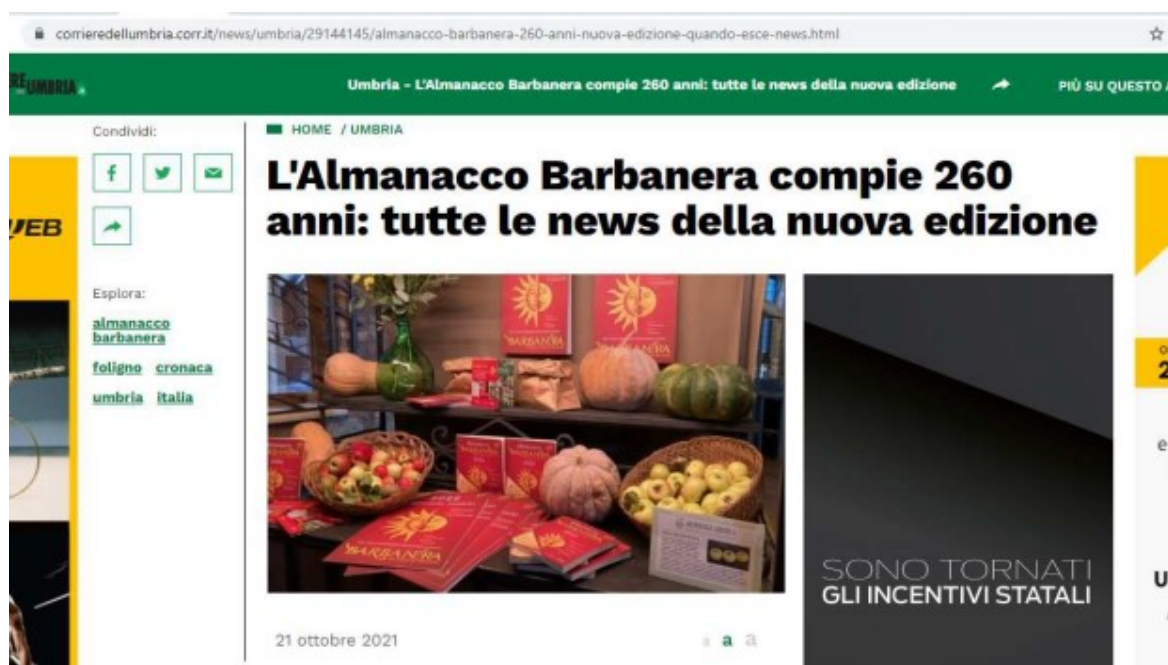 corrieredellumbria.corr.it/news/umbria/29144145/almanacco-barbanera-260-anni-nuova-edizione-quando-esce-news.html
UMBRIA
Umbria - L'Almanacco Barbanera compie 260 anni: tutte le news della nuova edizione
PIÙ SU QUESTO
Condividi:
HOME / UMBRIA
L'Almanacco Barbanera compie 260
anni: tutte le news della nuova edizione
WEB
Esplora:
almanacco
barbanera
foligno cronaca
umbria italia
BARBANERA
BARBANERA
BARBANERA
SONO TORNATI
GLI INCENTIVI STATALI
21 ottobre 2021
a a a